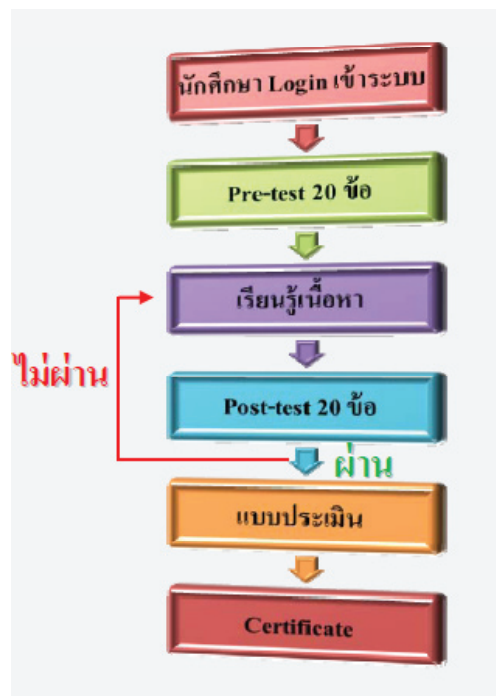 นักศึกษา Login เข้าระบบ
Pre-test 20 ข้อ
เรียนรู้เนื้อหา
ไม่ผ่าน
Post-test 20 ข้อ
ผ่าน
แบบประเมิน
Certificate